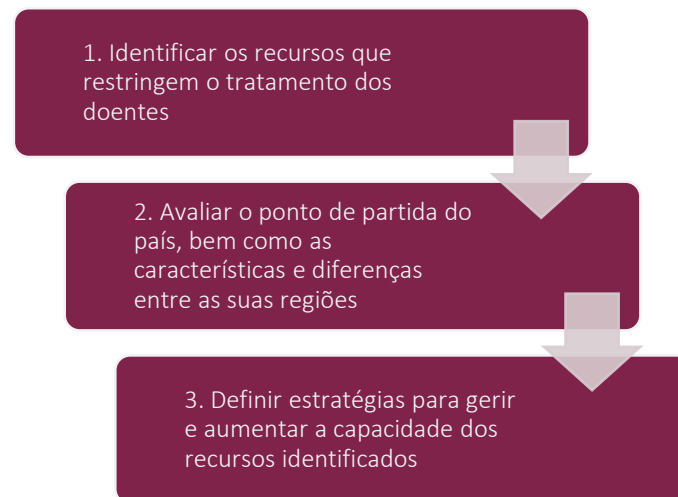 1. Identificar os recursos que
restringem o tratamento dos
doentes
2. Avaliar o ponto de partida do
país, bem como as
características e diferenças
entre as suas regiões
3. Definir estratégias para gerir
e aumentar a capacidade dos
recursos identificados